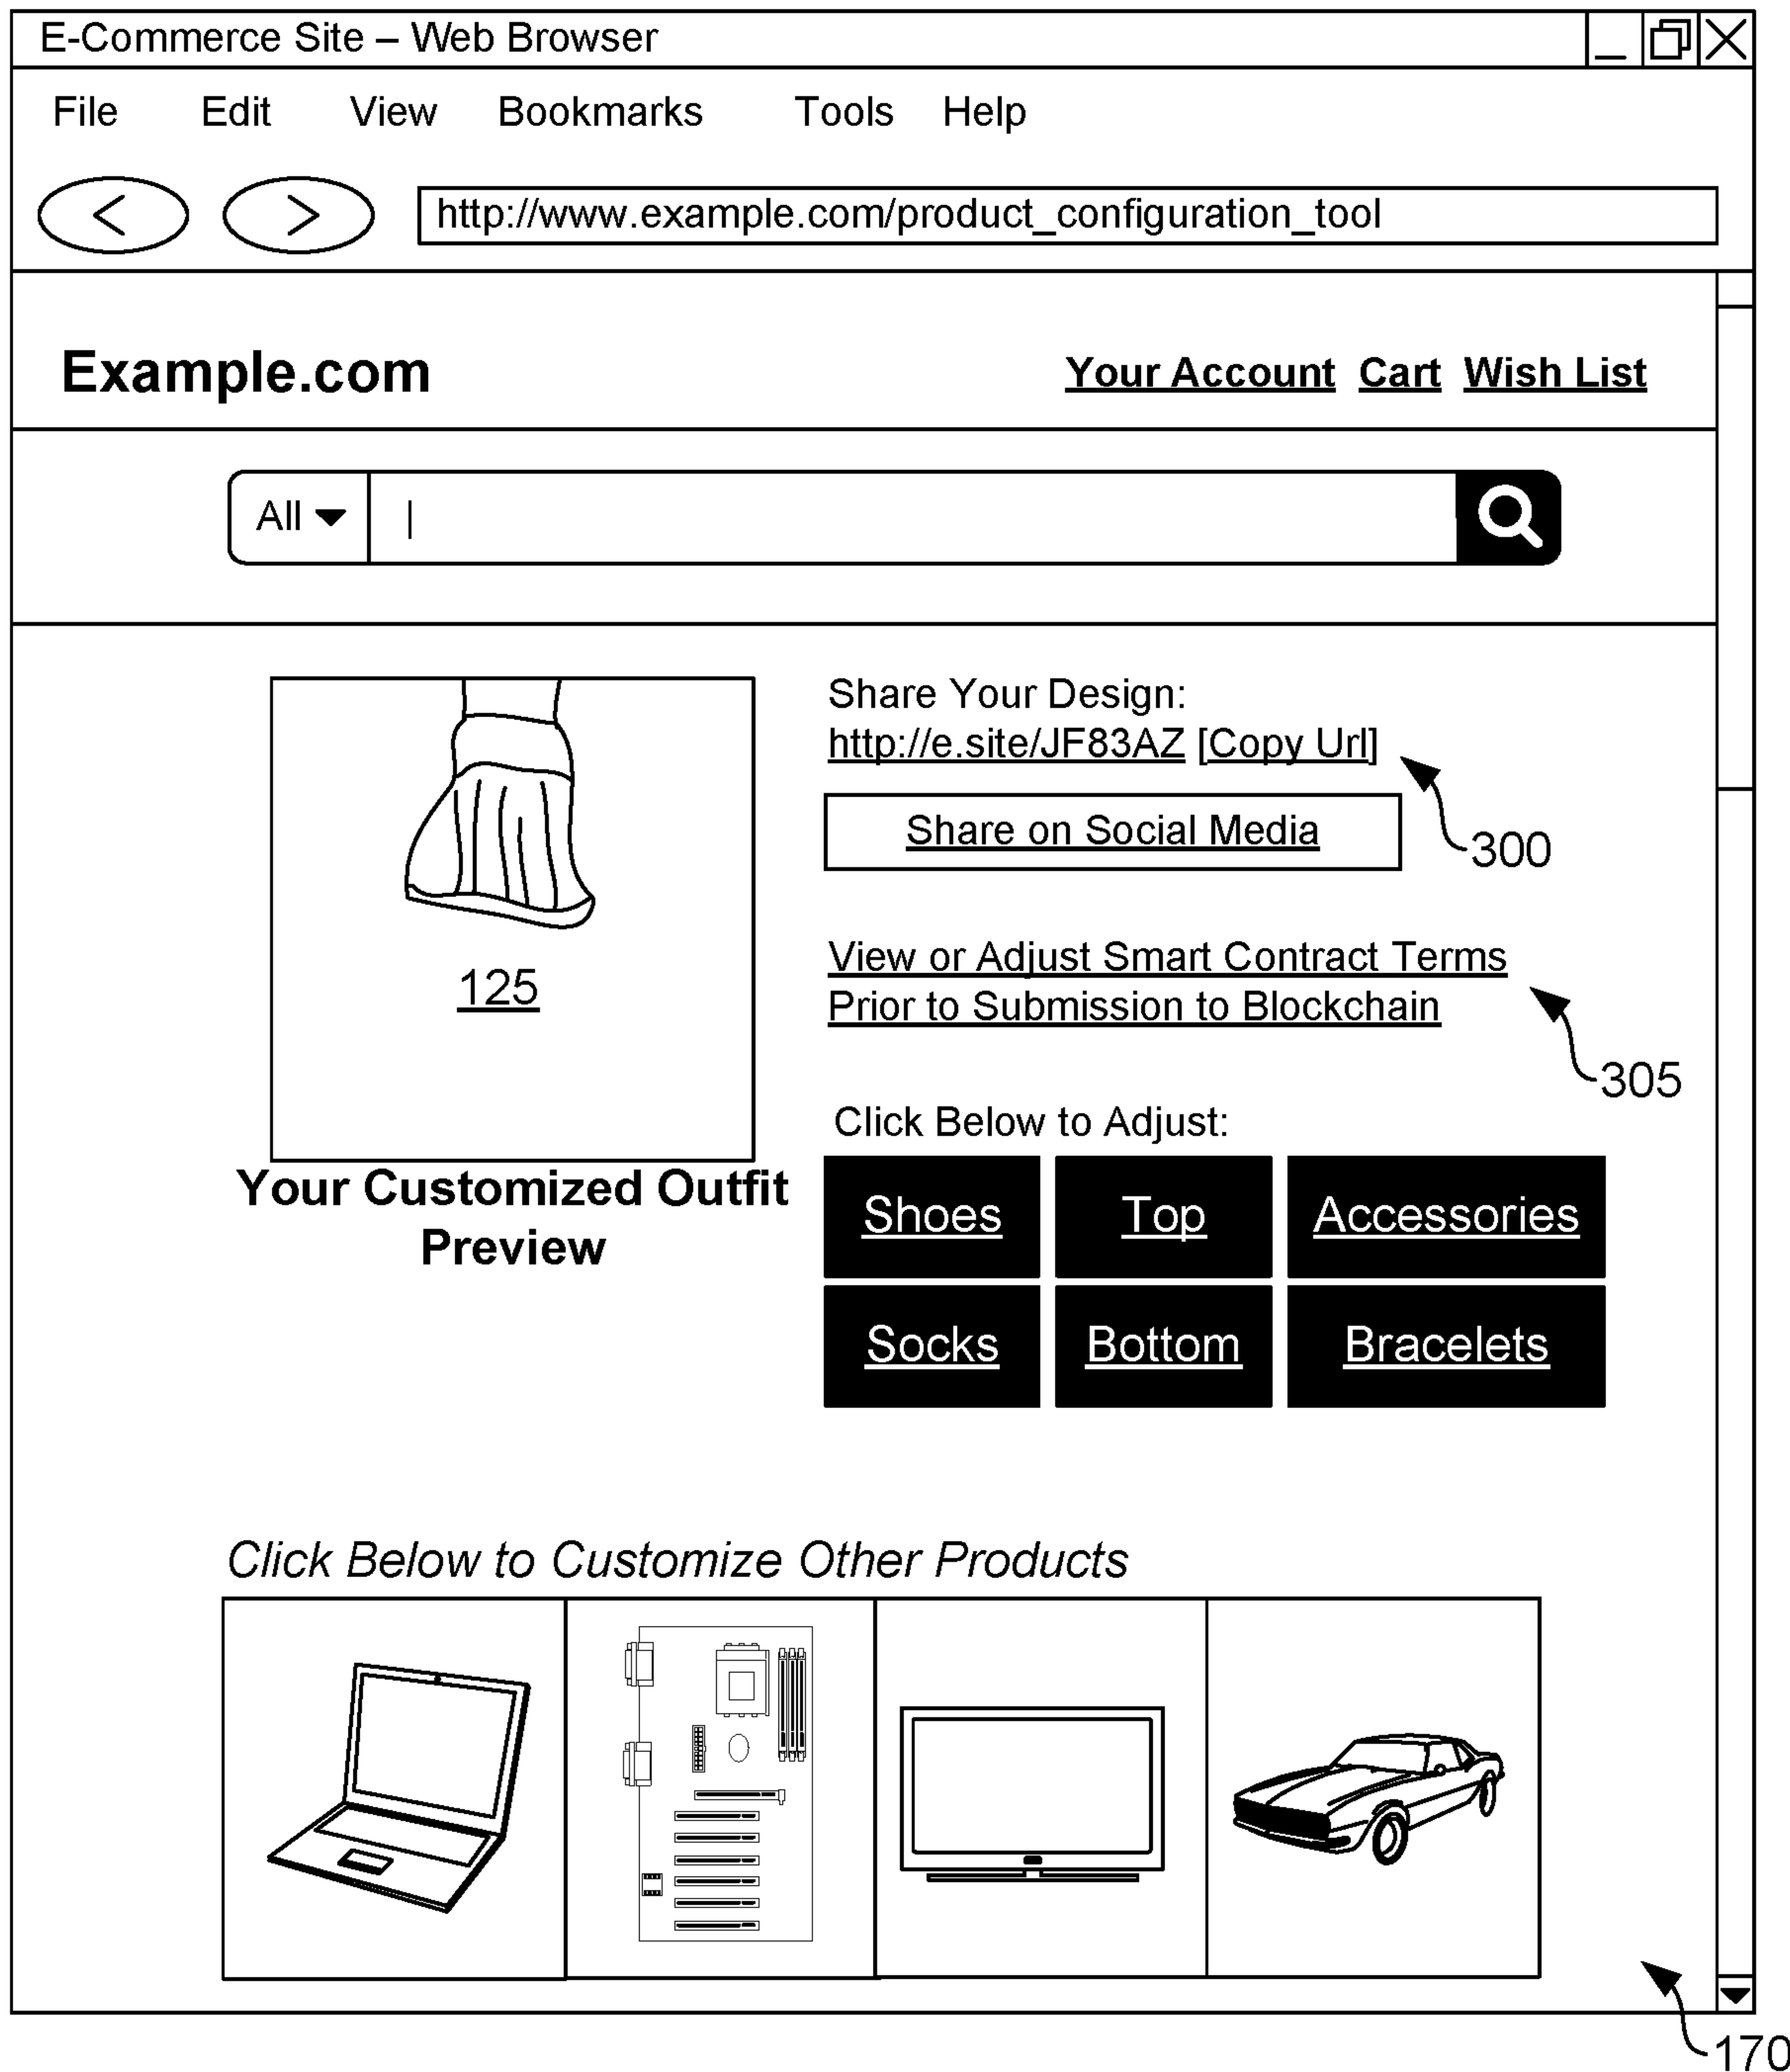 E-Commerce Site – Web Browser
File Edit View Bookmarks Tools Help
http://www.example.com/product_configuration_tool
Example.com
Your Account Cart Wish List
All
Share Your Design:
http://e.site/JF83AZ [Copy Url]
Share on Social Media
300
125
View or Adjust Smart Contract Terms
Prior to Submission to Blockchain
305
Click Below to Adjust:
Your Customized Outfit
Preview
Shoes Top Accessories
Socks Bottom Bracelets
Click Below to Customize Other Products
170